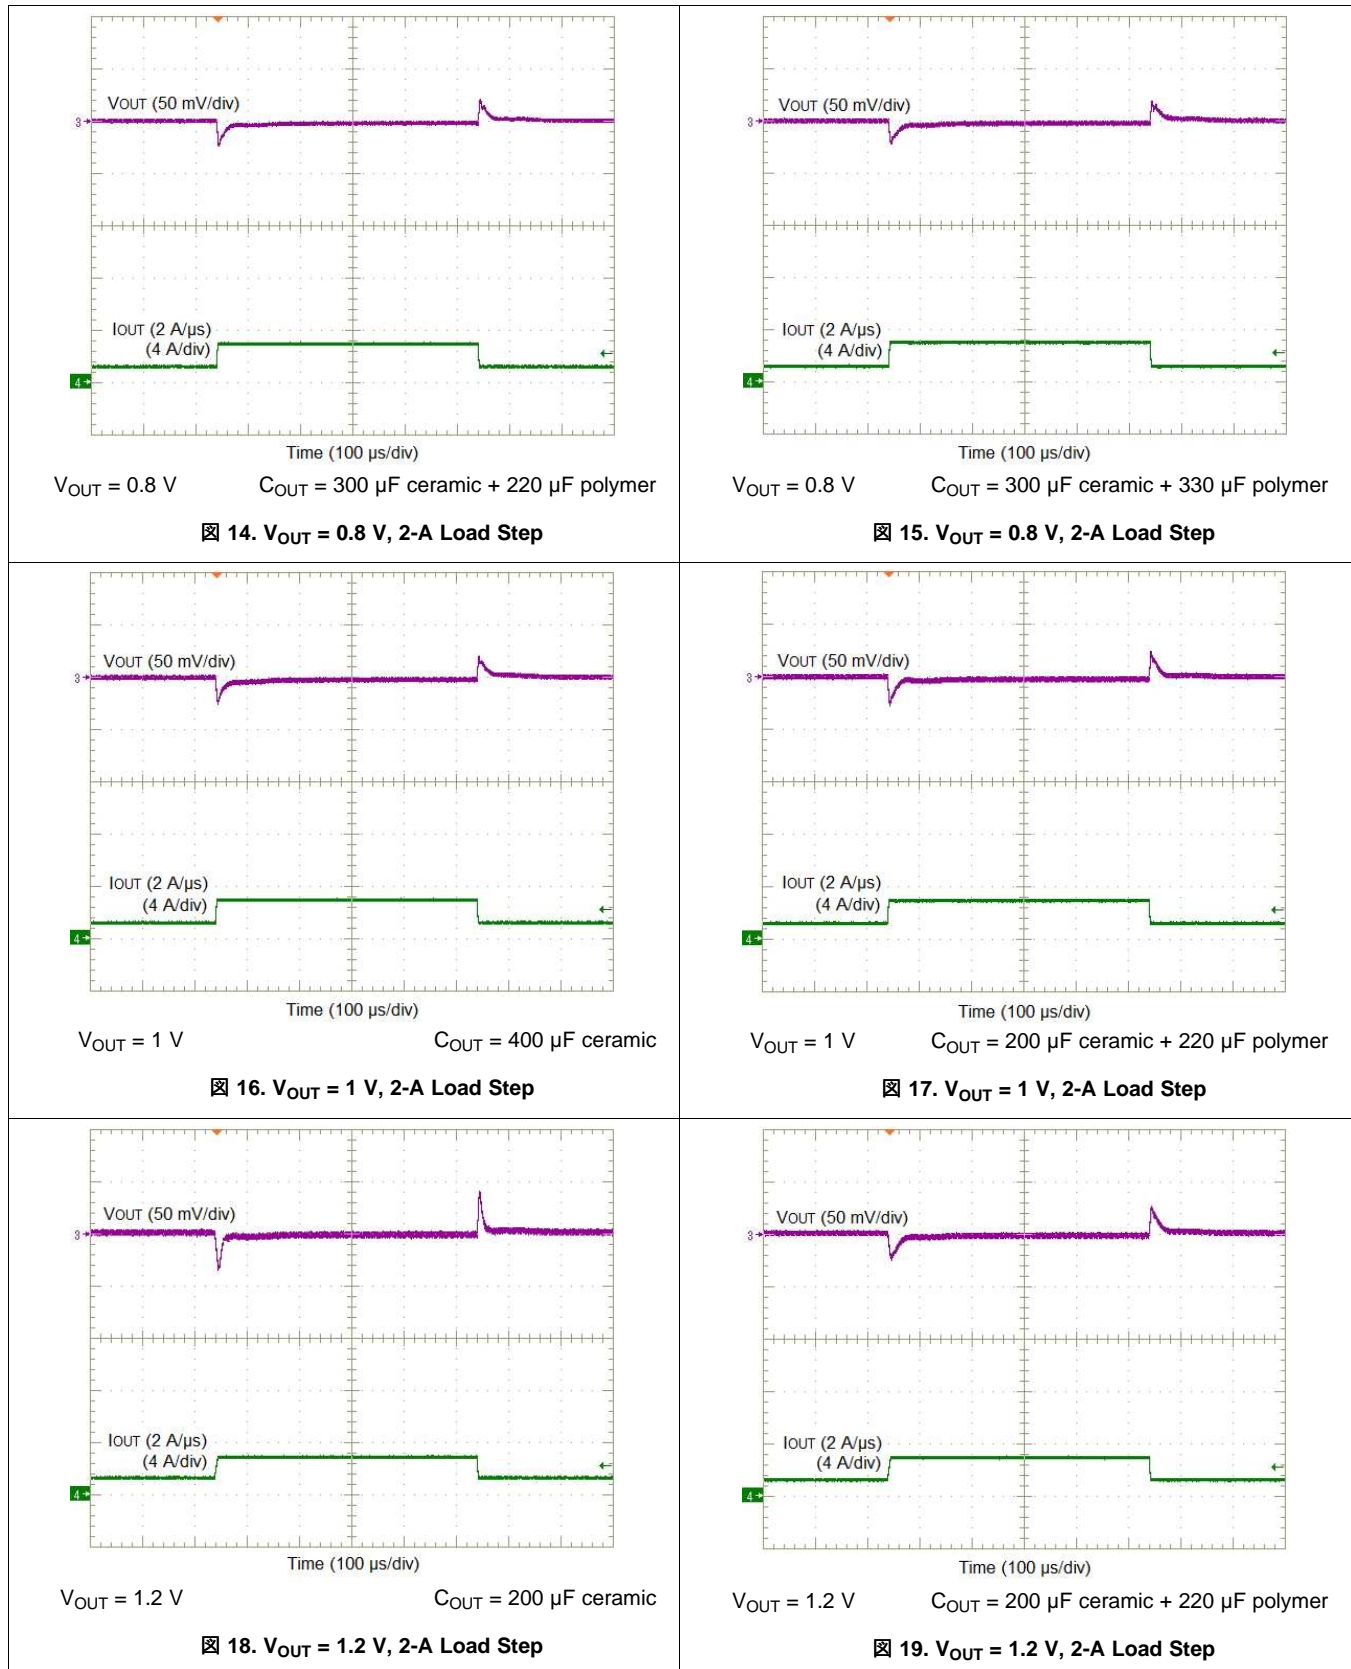 VOUT (50 mV/div)
3
IOUT (2 A/µs)
(4 A/div)
4
Time (100 µs/div)
VOUT = 0.8 V COUT = 300 µF ceramic + 220 µF polymer
図 14. VOUT = 0.8 V, 2-A Load Step
VOUT (50 mV/div)
3
IOUT (2 A/µs)
(4 A/div)
4
Time (100 µs/div)
VOUT = 0.8 V COUT = 300 µF ceramic + 330 µF polymer
図 15. VOUT = 0.8 V, 2-A Load Step
VOUT (50 mV/div)
3
IOUT (2 A/µs)
(4 A/div)
4
Time (100 µs/div)
VOUT = 1 V COUT = 400 µF ceramic
図 16. VOUT = 1 V, 2-A Load Step
VOUT (50 mV/div)
3
IOUT (2 A/µs)
(4 A/div)
4
Time (100 µs/div)
VOUT = 1 V COUT = 200 µF ceramic + 220 µF polymer
図 17. VOUT = 1 V, 2-A Load Step
VOUT (50 mV/div)
3
IOUT (2 A/µs)
(4 A/div)
4
Time (100 µs/div)
VOUT = 1.2 V COUT = 200 µF ceramic
図 18. VOUT = 1.2 V, 2-A Load Step
VOUT (50 mV/div)
3
IOUT (2 A/µs)
(4 A/div)
4
Time (100 µs/div)
VOUT = 1.2 V COUT = 200 µF ceramic + 220 µF polymer
図 19. VOUT = 1.2 V, 2-A Load Step